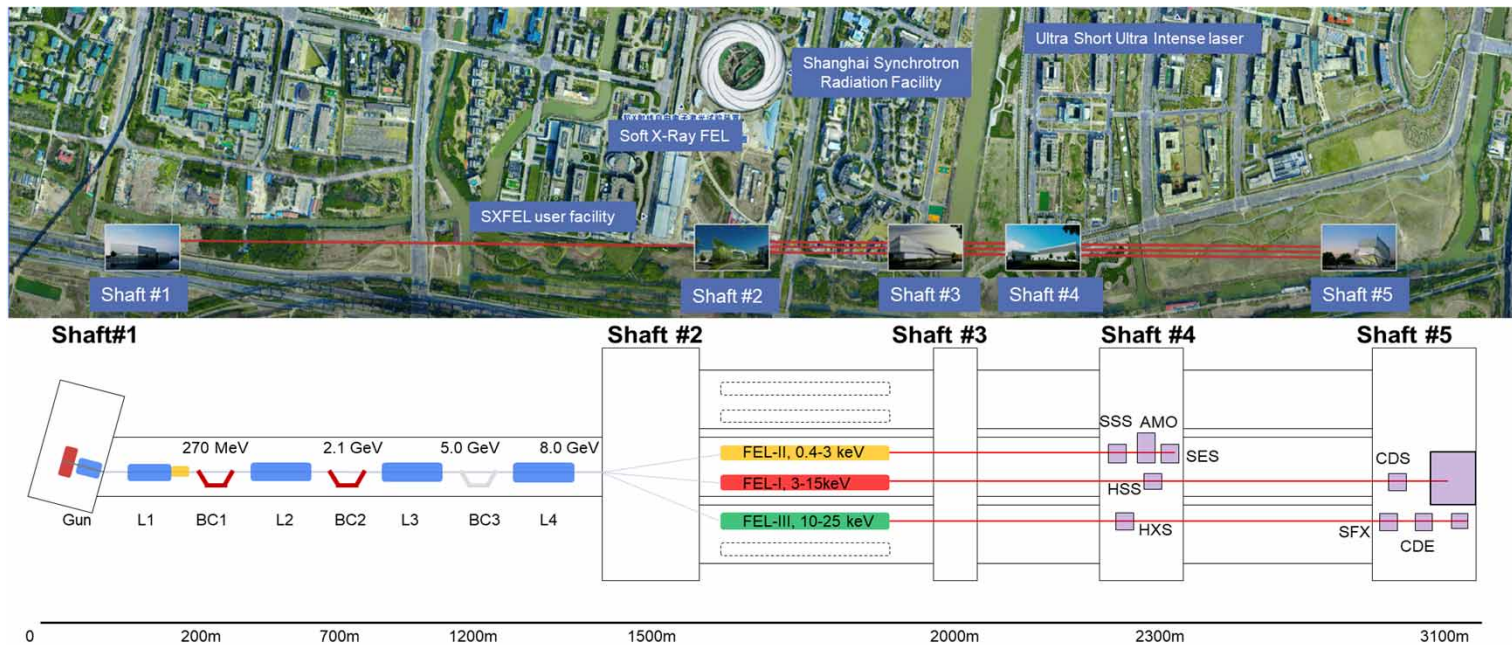 Ultra Short Ultra Intense laser
Shanghai Synchrotron
Radiation Facility
Soft X-Ray FEL
SXFEL user facility
Shaft #1
Shaft #2
Shaft #3
Shaft #4
Shaft #5
Shaft#1
Shaft #2
Shaft #3
Shaft #4
Shaft #5
SSS
AMO
270 MeV
2.1 GeV
5.0 GeV
8.0 GeV
FEL-II, 0.4-3 keV
SES
CDS
FEL-I, 3-15keV
HSS
Gun
L1
BC1
L2
BC2
L3
BC3
L4
FEL-III, 10-25 keV
HXS
SFX
CDE
0
200m
700m
1200m
1500m
2000m
2300m
3100m